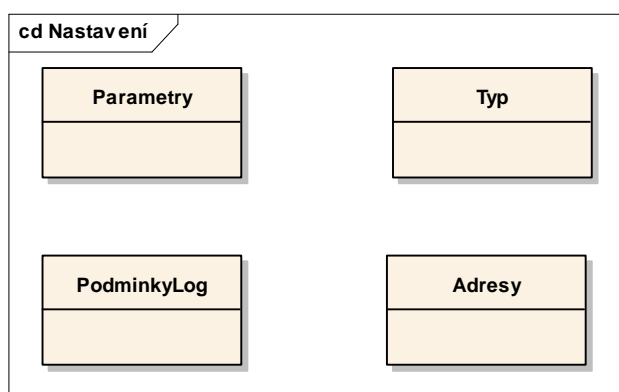 cd Nastavení
Parametry
Typ
PodminkyLog
Adresy